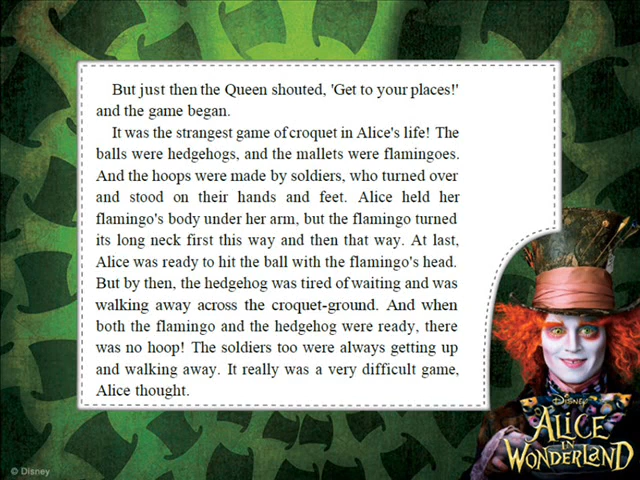 But just then the Queen shouted, 'Get to your places!'
and the game began.
It was the strangest game of croquet in Alice's life! The
balls were hedgehogs, and the mallets were flamingoes.
And the hoops were made by soldiers, who turned over
and stood on their hands and feet. Alice held her
flamingo's body under her arm, but the flamingo turned
its long neck first this way and then that way. At last,
Alice was ready to hit the ball with the flamingo's head.
But by then, the hedgehog was tired of waiting and was
walking away across the croquet-ground. And when
both the flamingo and the hedgehog were ready, there
was no hoop! The soldiers too were always getting up
and walking away. It really was a very difficult game,
Alice thought.
Disney
ALICE
IN
WONDERLAND
© Disney